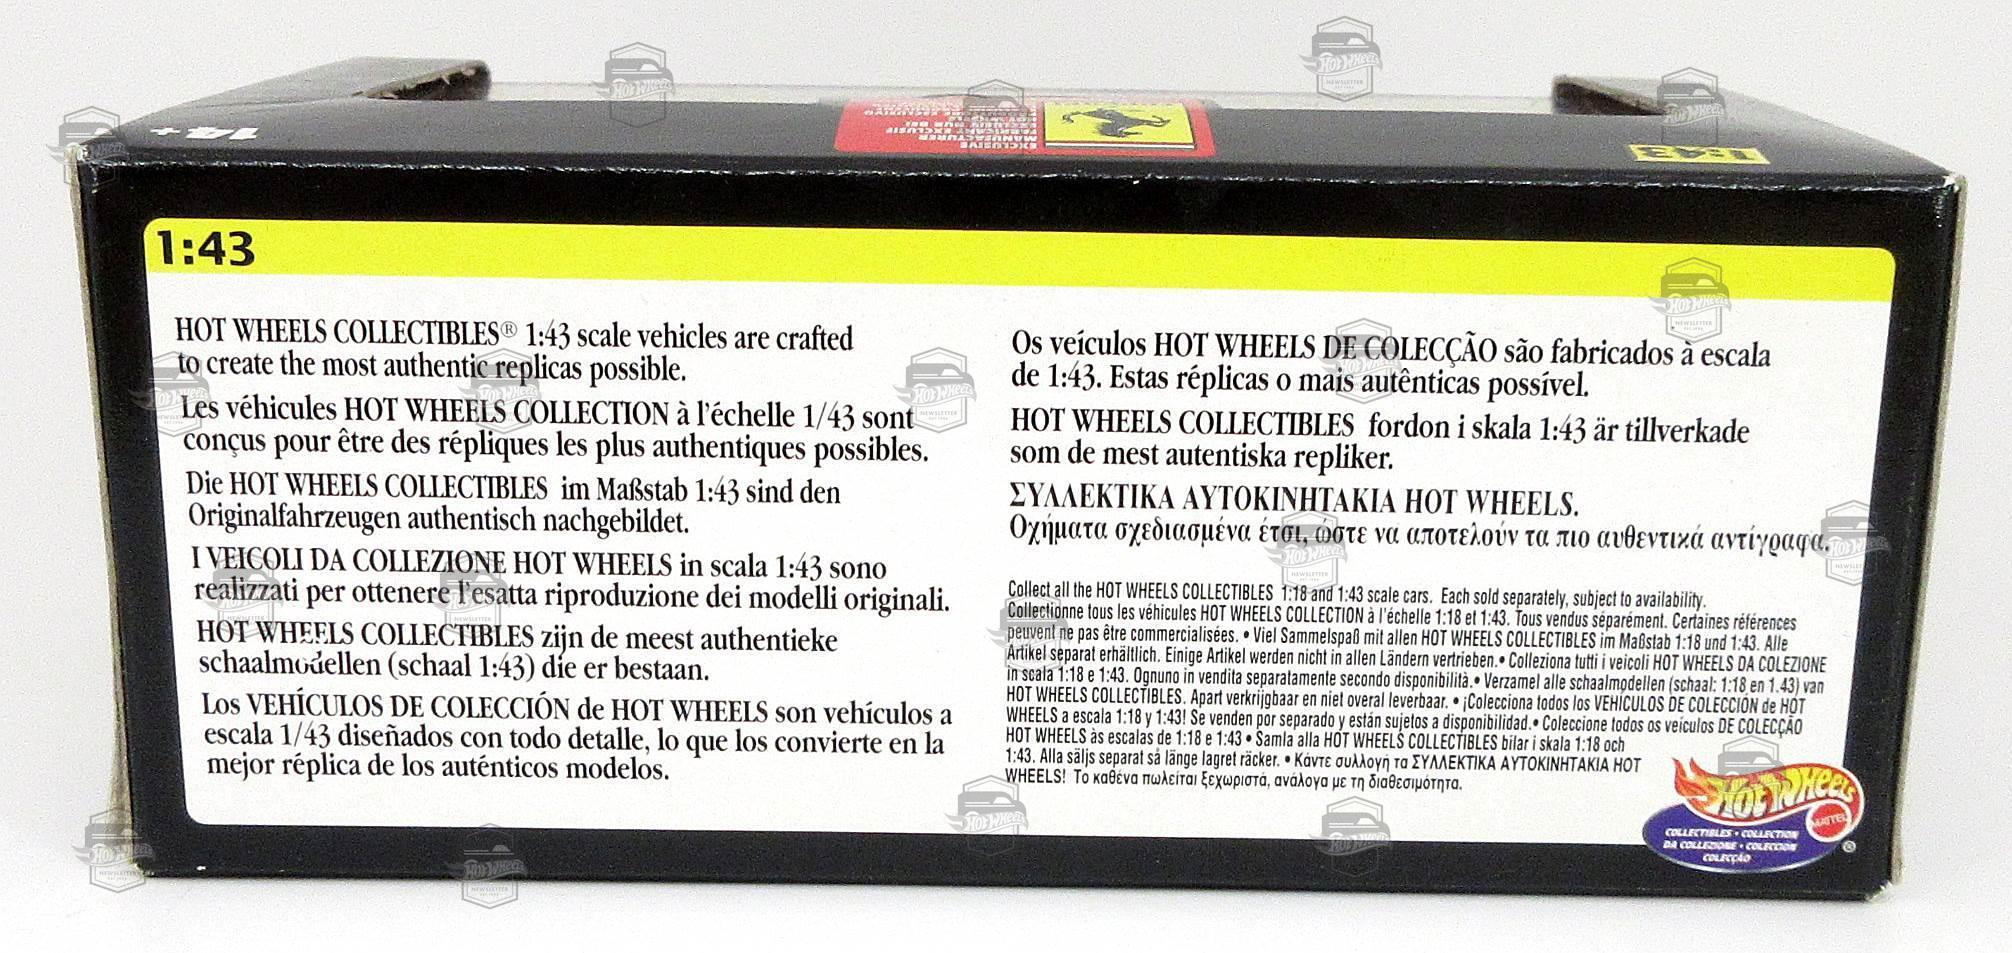 14+
EXCLUSIVE
MANUFACTURER
FABRICANT EXCLUSIF
1:43
1:43
HOT WHEELS COLLECTIBLES® 1:43 scale vehicles are crafted
to create the most authentic replicas possible.
Les véhicules HOT WHEELS COLLECTION à l'échelle 1/43 sont
conçus pour être des répliques les plus authentiques possibles.
Die HOT WHEELS COLLECTIBLES im Maßstab 1:43 sind den
Originalfahrzeugen authentisch nachgebildet.
I VEICOLI DA COLLEZIONE HOT WHEELS in scala 1:43 sono
realizzati per ottenere l'esatta riproduzione dei modelli originali.
HOT WHEELS COLLECTIBLES zijn de meest authentieke
schaalmodellen (schaal 1:43) die er bestaan.
Los VEHÍCULOS DE COLECCIÓN de HOT WHEELS son vehículos a
escala 1/43 diseñados con todo detalle, lo que los convierte en la
mejor réplica de los auténticos modelos.
Os veículos HOT WHEELS DE COLECÇÃO são fabricados à escala
de 1:43. Estas réplicas o mais autênticas possível.
HOT WHEELS COLLECTIBLES fordon i skala 1:43 är tillverkade
som de mest autentiska repliker.
ΣΥΛΛΕΚΤΙΚΑ ΑΥΤΟΚΙΝΗΤΑΚΙΑ HOT WHEELS.
Οχήματα σχεδιασμένα έτσι, ώστε να αποτελούν τα πιο αυθεντικά αντίγραφα.
Collect all the HOT WHEELS COLLECTIBLES 1:18 and 1:43 scale cars. Each sold separately, subject to availability.
Collectionne tous les véhicules HOT WHEELS COLLECTION à l'échelle 1:18 et 1:43. Tous vendus séparément. Certaines références
peuvent ne pas être commercialisées. • Viel Sammelspaß mit allen HOT WHEELS COLLECTIBLES im Maßstab 1:18 und 1:43. Alle
Artikel separat erhältlich. Einige Artikel werden nicht in allen Ländern vertrieben. • Colleziona tutti i veicoli HOT WHEELS DA COLEZIONE
in scala 1:18 e 1:43. Ognuno in vendita separatamente secondo disponibilità. • Verzamel alle schaalmodellen (schaal: 1:18 en 1.43) van
HOT WHEELS COLLECTIBLES. Apart verkrijgbaar en niet overal leverbaar. • ¡Colecciona todos los VEHICULOS DE COLECCIÓN de HOT
WHEELS a escala 1:18 y 1:43! Se venden por separado y están sujetos a disponibilidad. • Coleccione todos os veículos DE COLECÇÃO
HOT WHEELS às escalas de 1:18 e 1:43 • Samla alla HOT WHEELS COLLECTIBLES bilar i skala 1:18 och
1:43. Alla säljs separat så länge lagret räcker. • Κάντε συλλογή τα ΣΥΛΛΕΚΤΙΚΑ ΑΥΤΟΚΙΝΗΤΑΚΙΑ HOT
WHEELS! Το καθένα πωλείται ξεχωριστά, ανάλογα με τη διαθεσιμότητα.
Hot Wheels
MATTEL
COLLECTIBLES • COLLECTION
DA COLLEZIONE • COLECCION
COLECÇÃO
®